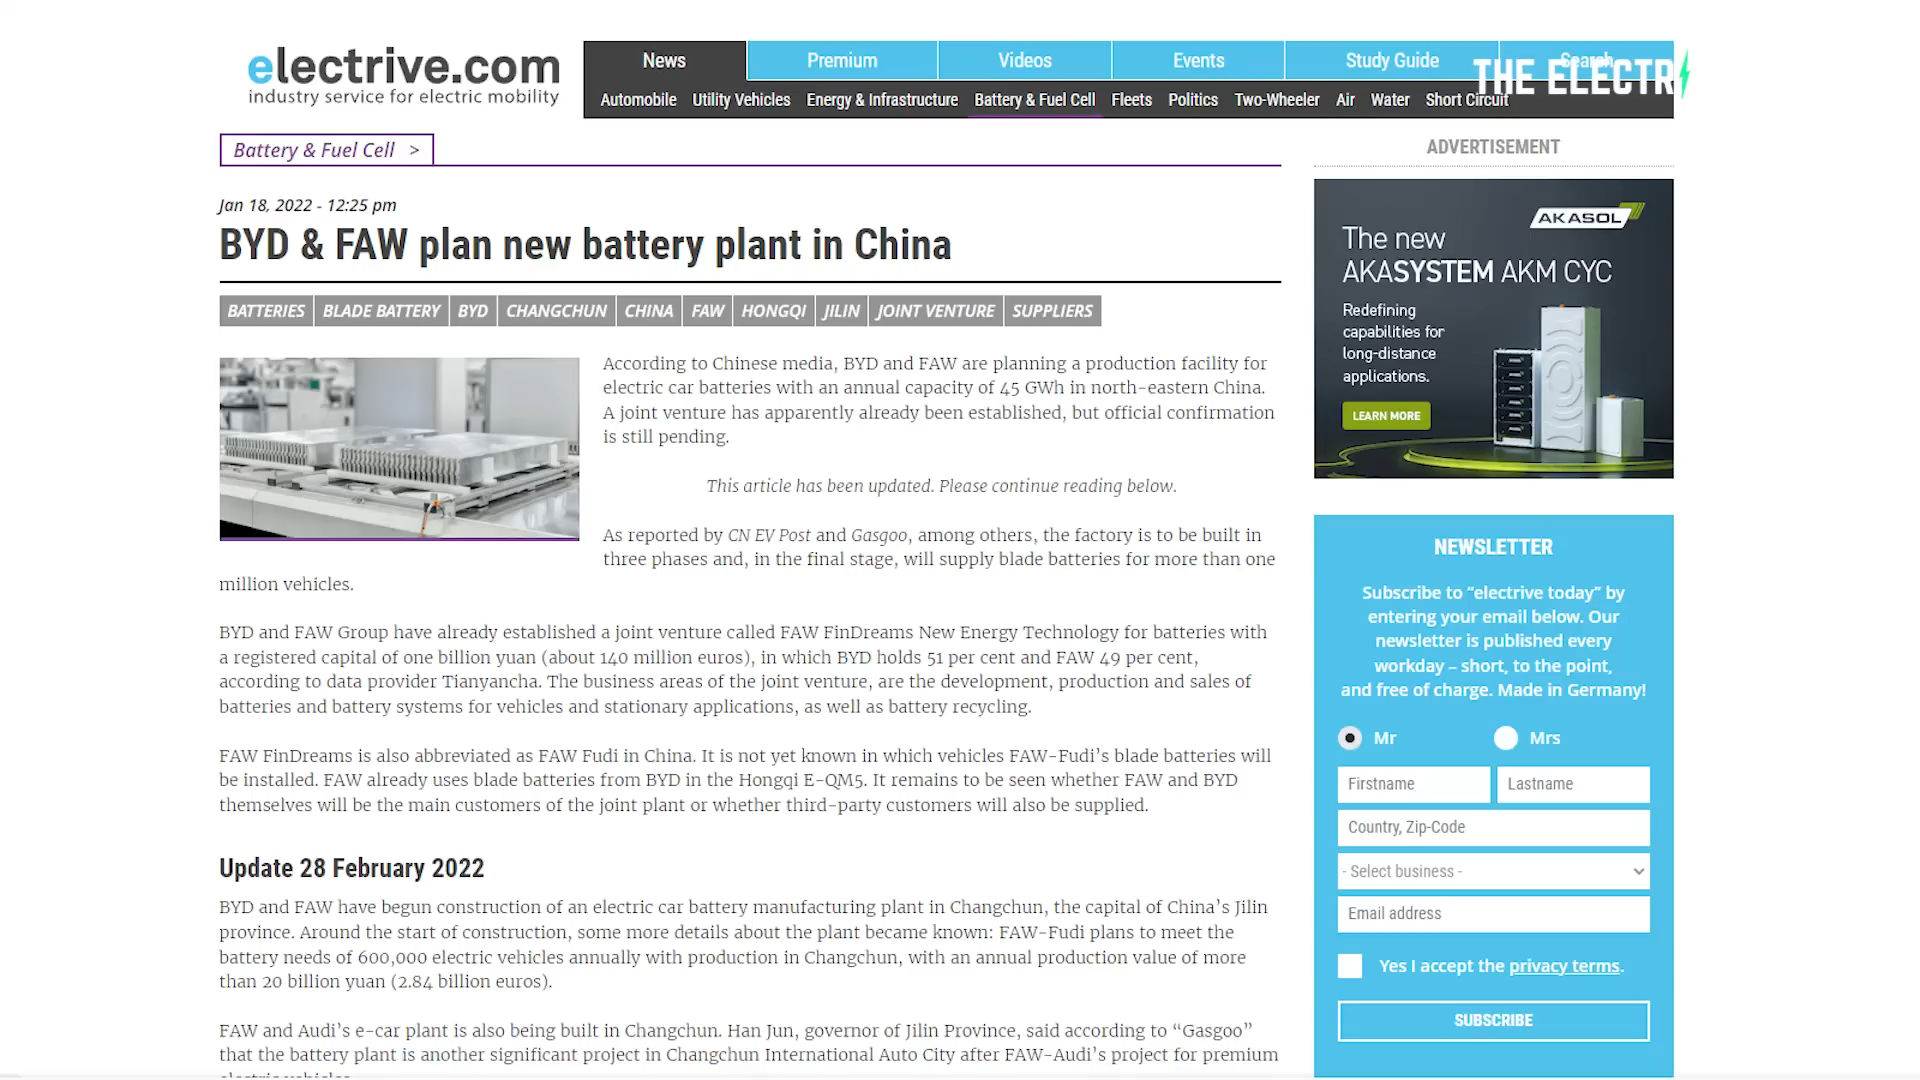 electrive.com
industry service for electric mobility
News
Premium
Videos
Events
Study Guide
Search
THE ELECTR
Automobile
Utility Vehicles
Energy & Infrastructure
Battery & Fuel Cell
Fleets
Politics
Two-Wheeler
Air
Water
Short Circuit
Battery & Fuel Cell >
Jan 18, 2022 - 12:25 pm
BYD & FAW plan new battery plant in China
BATTERIES
BLADE BATTERY
BYD
CHANGCHUN
CHINA
FAW
HONGQI
JILIN
JOINT VENTURE
SUPPLIERS
According to Chinese media, BYD and FAW are planning a production facility for
electric car batteries with an annual capacity of 45 GWh in north-eastern China.
A joint venture has apparently already been established, but official confirmation
is still pending.
This article has been updated. Please continue reading below.
As reported by CN EV Post and Gasgoo, among others, the factory is to be built in
three phases and, in the final stage, will supply blade batteries for more than one
million vehicles.
BYD and FAW Group have already established a joint venture called FAW FinDreams New Energy Technology for batteries with
a registered capital of one billion yuan (about 140 million euros), in which BYD holds 51 per cent and FAW 49 per cent,
according to data provider Tianyancha. The business areas of the joint venture, are the development, production and sales of
batteries and battery systems for vehicles and stationary applications, as well as battery recycling.
FAW FinDreams is also abbreviated as FAW Fudi in China. It is not yet known in which vehicles FAW-Fudi's blade batteries will
be installed. FAW already uses blade batteries from BYD in the Hongqi E-QM5. It remains to be seen whether FAW and BYD
themselves will be the main customers of the joint plant or whether third-party customers will also be supplied.
Update 28 February 2022
BYD and FAW have begun construction of an electric car battery manufacturing plant in Changchun, the capital of China's Jilin
province. Around the start of construction, some more details about the plant became known: FAW-Fudi plans to meet the
battery needs of 600,000 electric vehicles annually with production in Changchun, with an annual production value of more
than 20 billion yuan (2.84 billion euros).
FAW and Audi's e-car plant is also being built in Changchun. Han Jun, governor of Jilin Province, said according to “Gasgoo”
that the battery plant is another significant project in Changchun International Auto City after FAW-Audi's project for premium
electric vehicles.
ADVERTISEMENT
AKASOL
The new
AKASYSTEM AKM CYC
Redefining
capabilities for
long-distance
applications.
LEARN MORE
NEWSLETTER
Subscribe to “electrive today” by
entering your email below. Our
newsletter is published every
workday – short, to the point,
and free of charge. Made in Germany!
Mr
Mrs
Firstname
Lastname
Country, Zip-Code
- Select business -
Email address
Yes I accept the privacy terms.
SUBSCRIBE